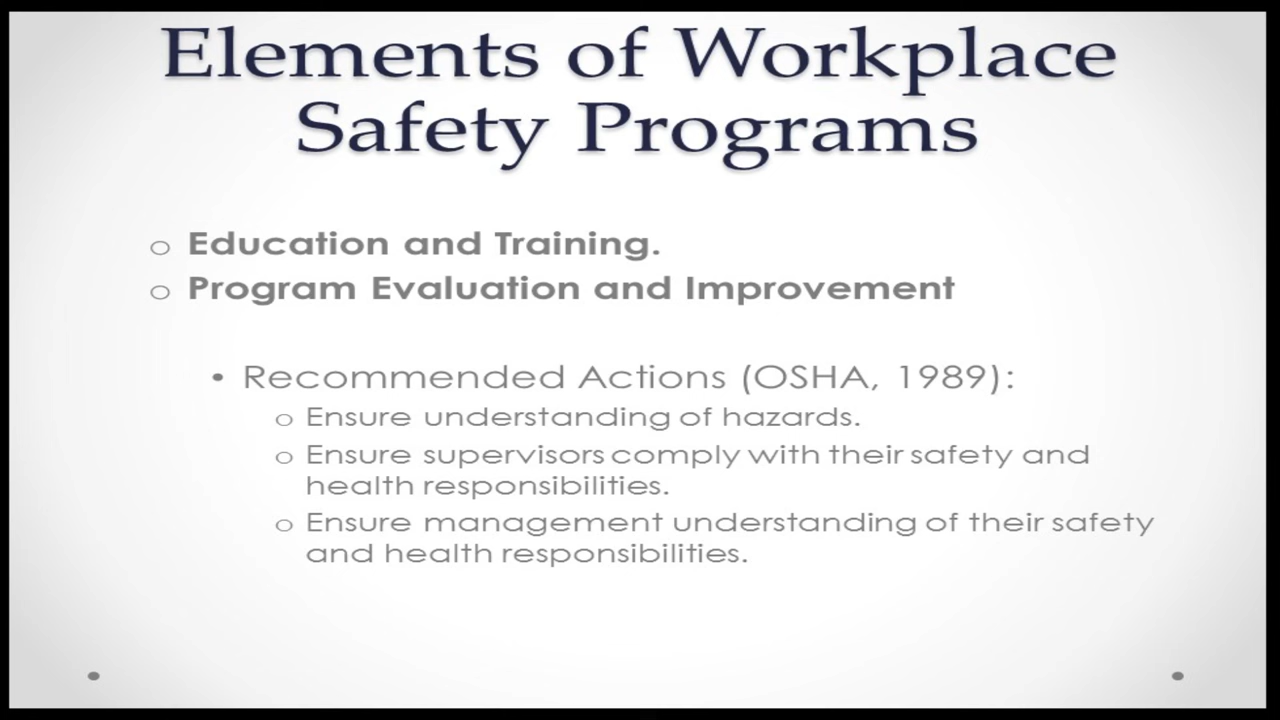 Elements of Workplace
Safety Programs
o Education and Training.
o Program Evaluation and Improvement
• Recommended Actions (OSHA, 1989):
o Ensure understanding of hazards.
o Ensure supervisors comply with their safety and
health responsibilities.
o Ensure management understanding of their safety
and health responsibilities.